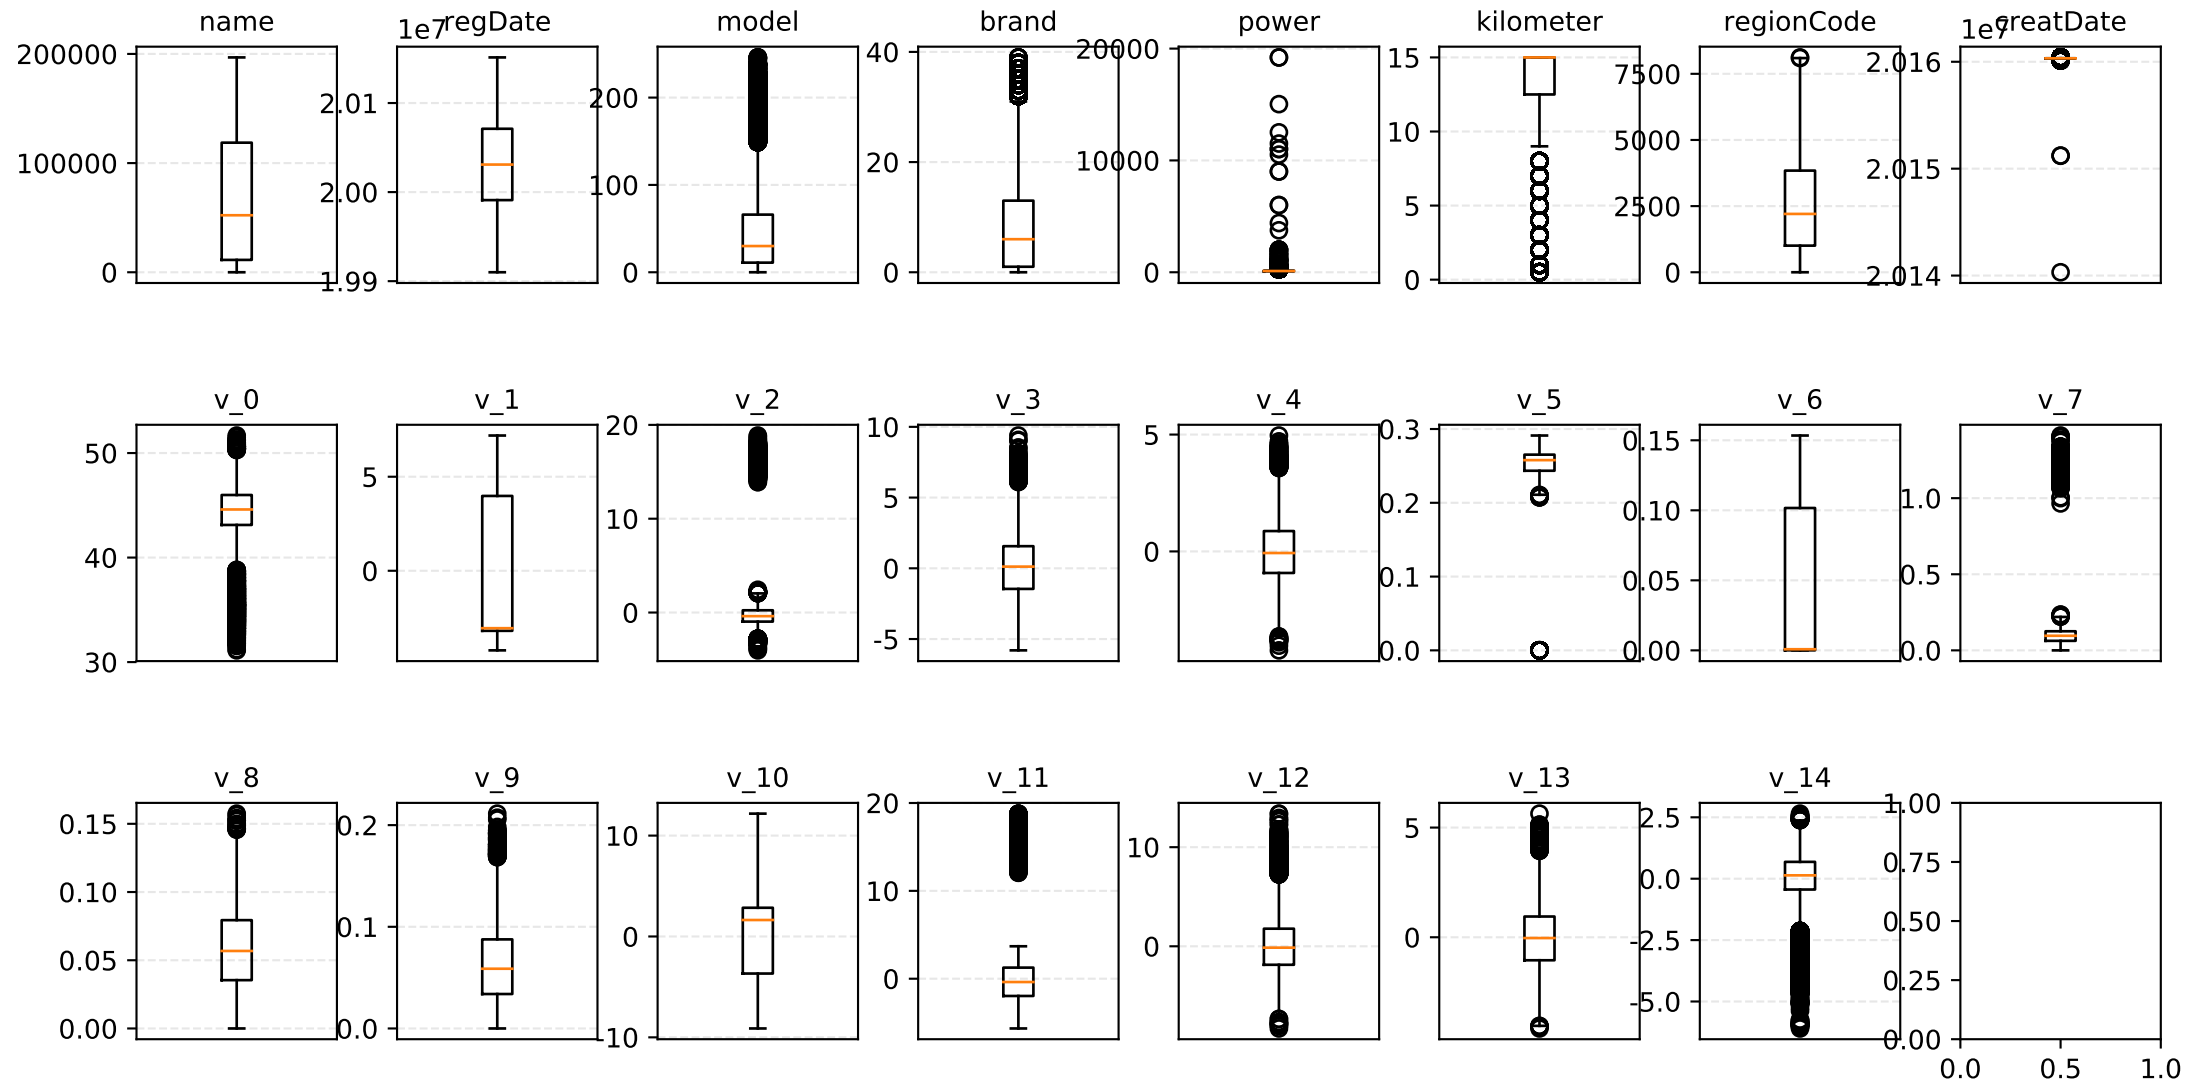 name
200000
100000
0
1e7
regDate
2.01
2.00
1.99
model
200
100
0
brand
40
20
0
power
20000
10000
0
kilometer
15
10
5
0
regionCode
7500
5000
2500
0
1e7
creatDate
2.016
2.015
2.014
v_0
50
40
30
v_1
5
0
v_2
20
10
0
v_3
10
5
0
-5
v_4
5
0
v_5
0.3
0.2
0.1
0.0
v_6
0.15
0.10
0.05
0.00
v_7
1.0
0.5
0.0
v_8
0.15
0.10
0.05
0.00
v_9
0.2
0.1
0.0
v_10
10
0
-10
v_11
20
10
0
v_12
10
0
v_13
5
0
v_14
2.5
0.0
-2.5
-5.0
1.00
0.75
0.50
0.25
0.00
0.0 0.5 1.0